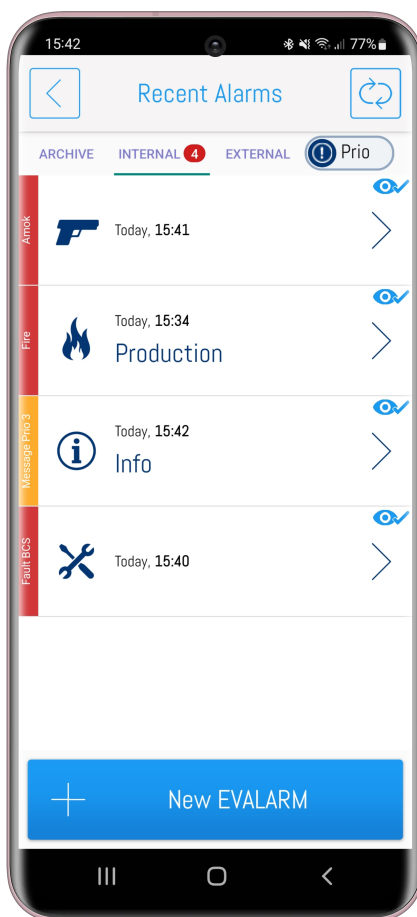 15:42
77%
Recent Alarms
ARCHIVE INTERNAL 4 EXTERNAL Prio
Amok
Today, 15:41
Fire
Today, 15:34
Production
Message Prio 3
Today, 15:42
Info
Fault BCS
Today, 15:40
New EVALARM